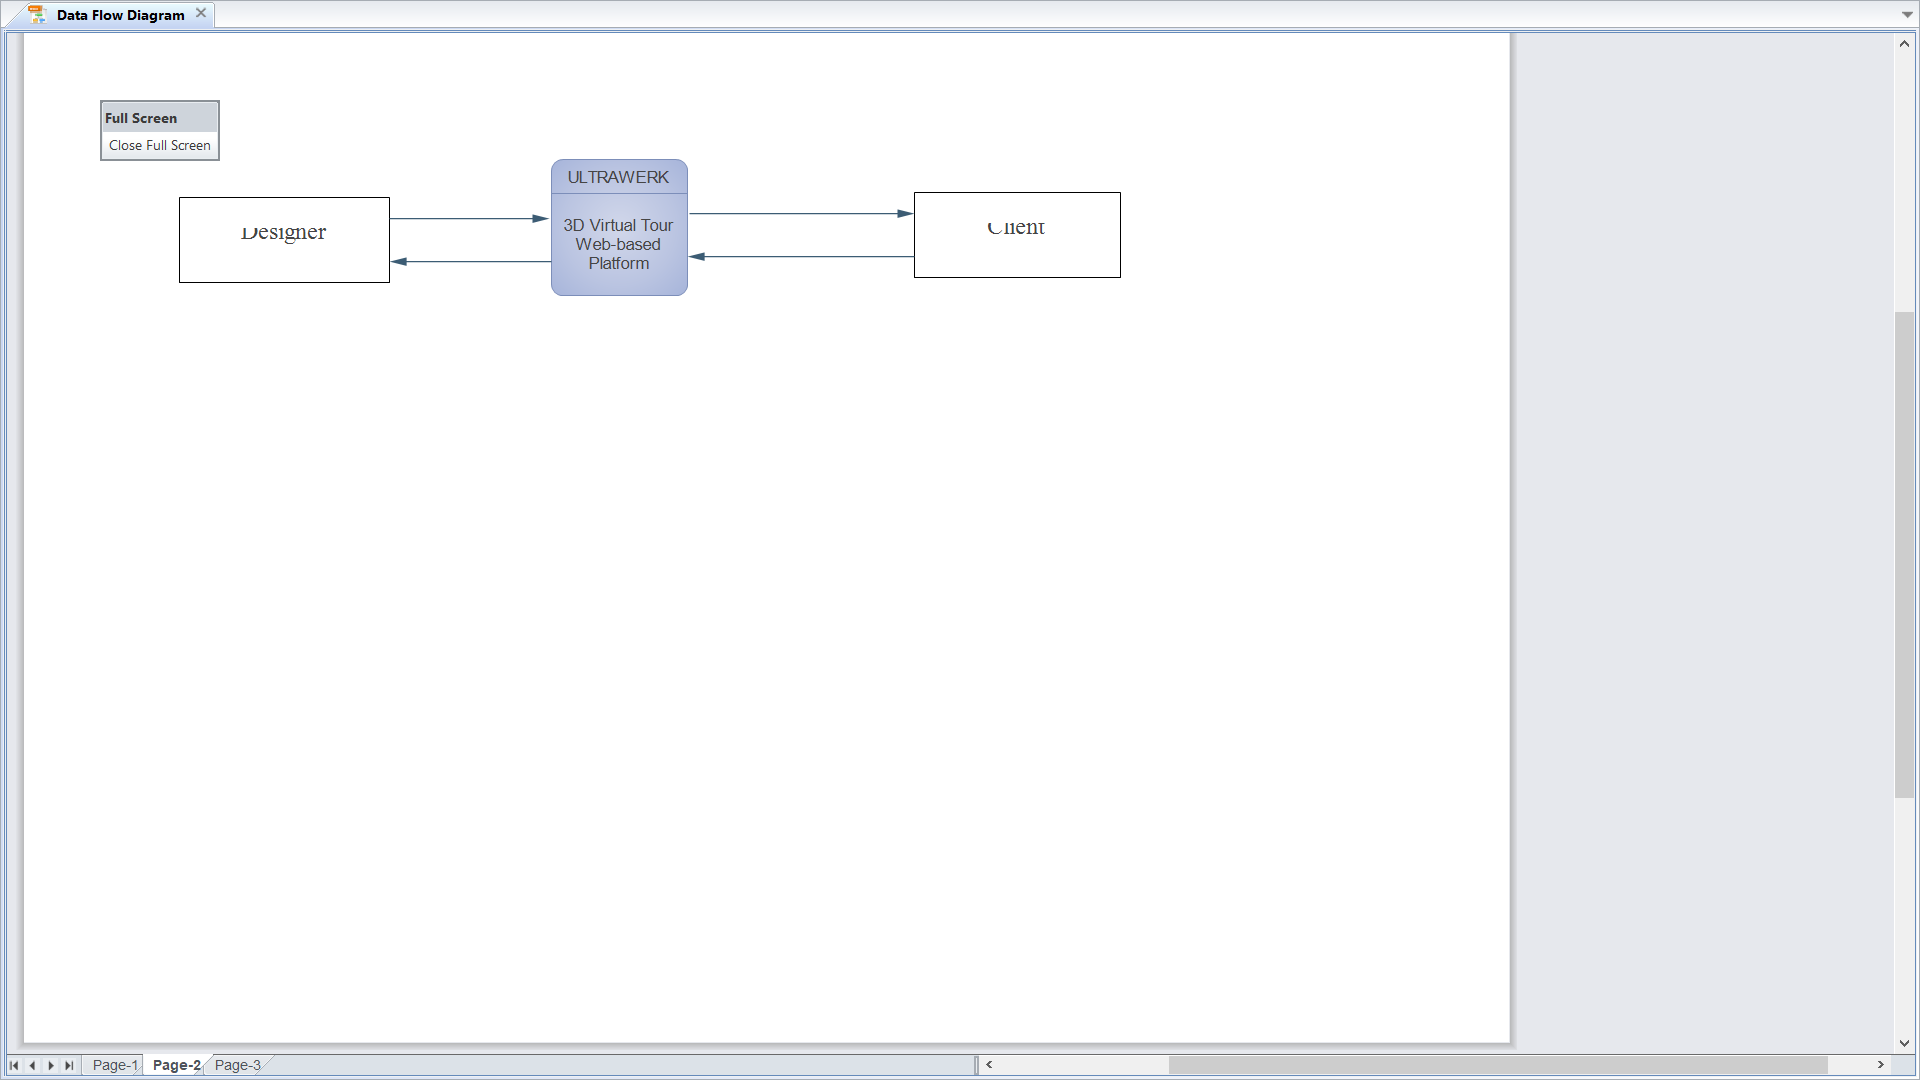 Data Flow Diagram
Full Screen
Close Full Screen
ULTRAWERK
Designer
3D Virtual Tour
Web-based
Platform
Client
Page-1
Page-2
Page-3